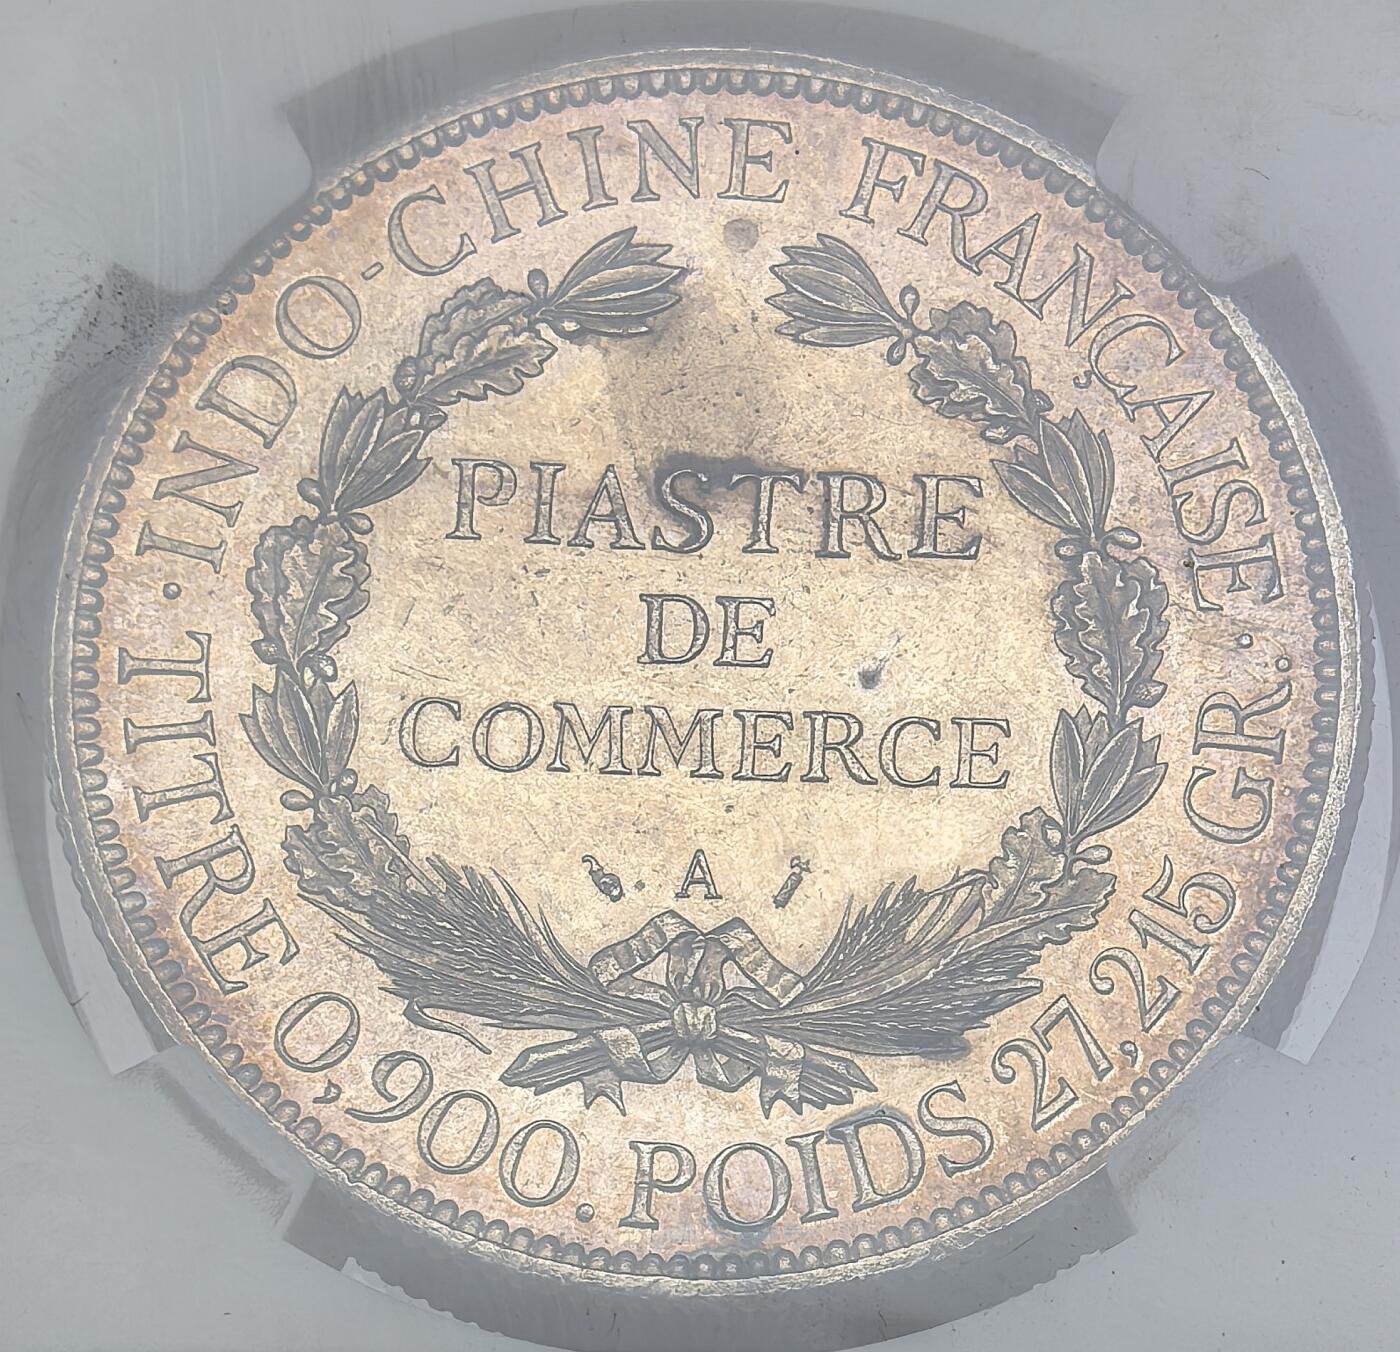 INDO-CHINE FRANÇAISE
PIASTRE
DE
COMMERCE
A
· TITRE 0,900. POIDS 27,215 GR. ·